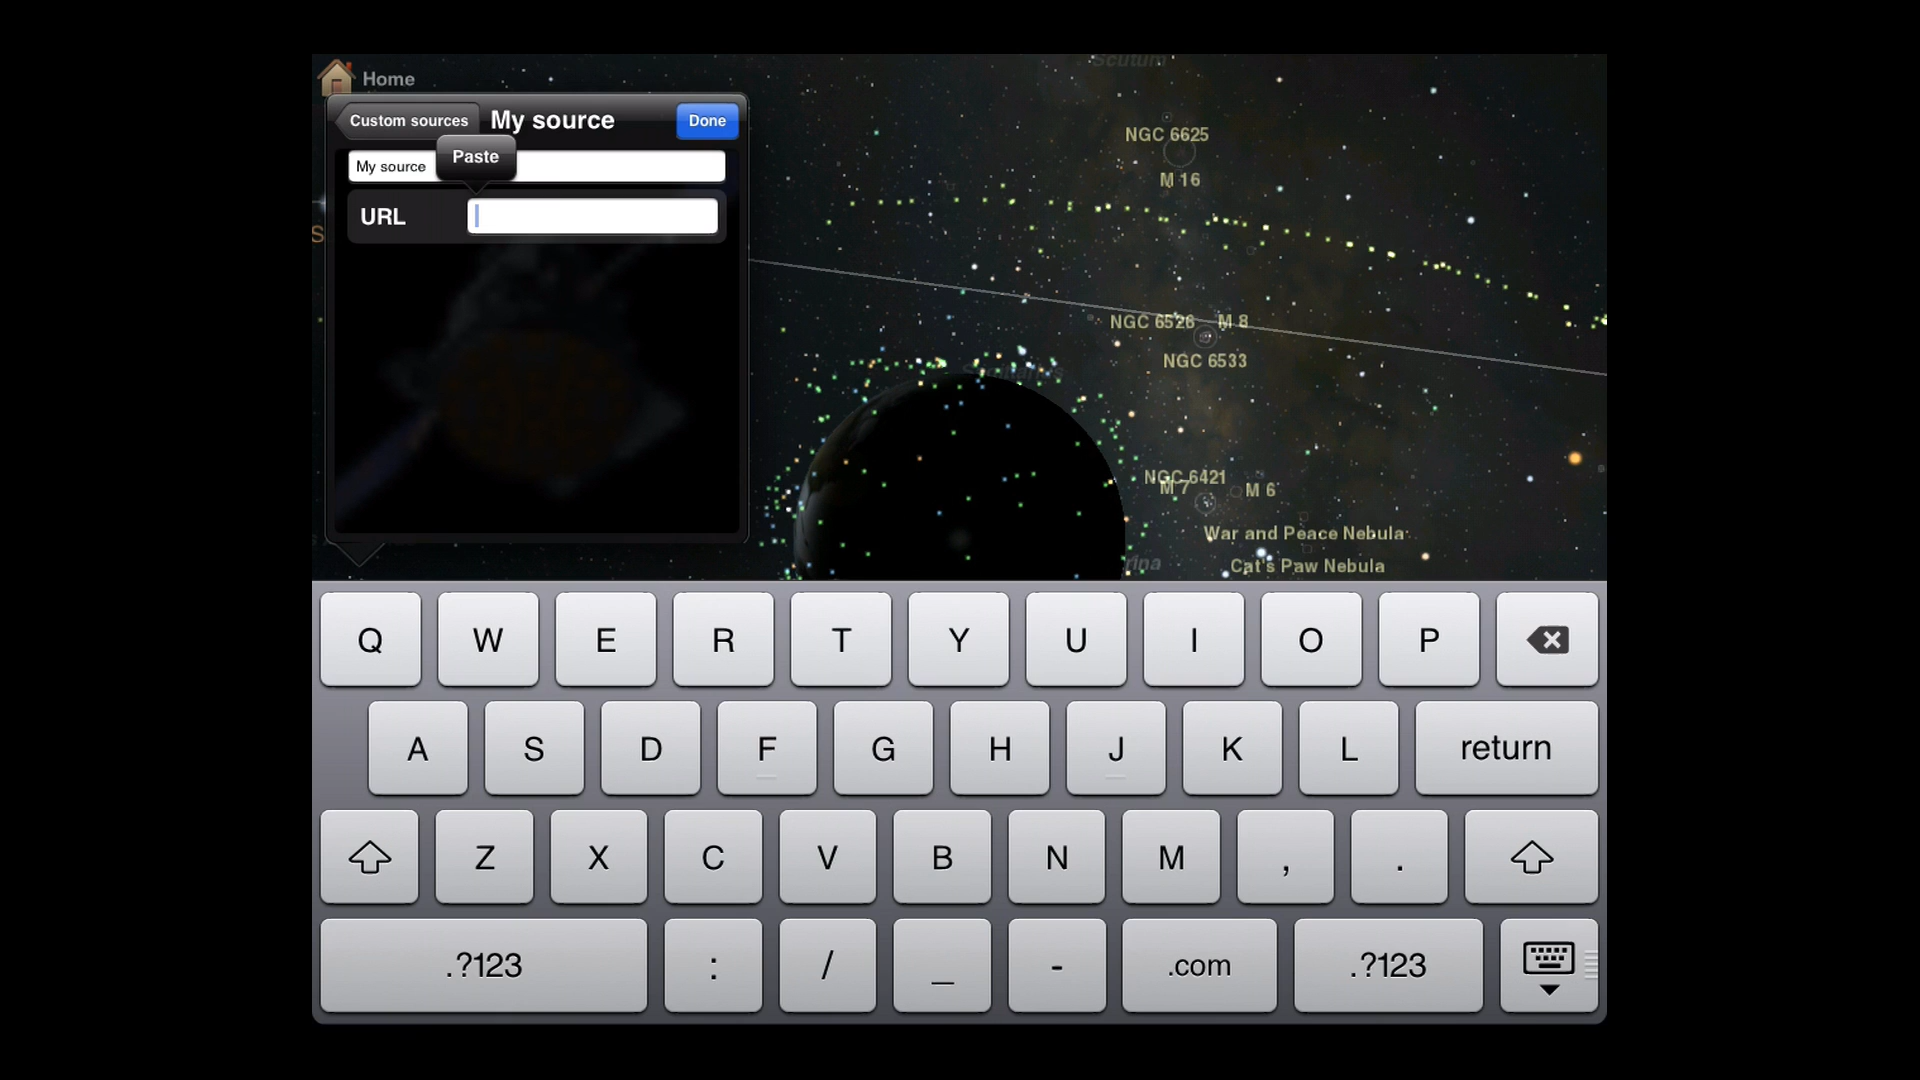 Home
Custom sources
My source
Done
My source
Paste
URL
Scutum
NGC 6625
M 16
NGC 6526
M 8
NGC 6533
NGC 6421
M 7
M 6
War and Peace Nebula
Cat's Paw Nebula
Q W E R T Y U I O P
A S D F G H J K L return
Z X C V B N M , .
.?123 : / _ - .com .?123